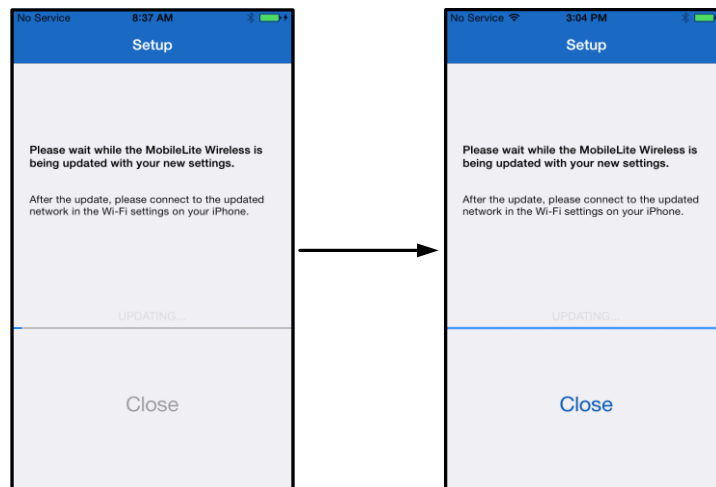 No Service 8:37 AM
Setup
Please wait while the MobileLite Wireless is
being updated with your new settings.
After the update, please connect to the updated
network in the Wi-Fi settings on your iPhone.
UPDATING...
Close
No Service 3:04 PM
Setup
Please wait while the MobileLite Wireless is
being updated with your new settings.
After the update, please connect to the updated
network in the Wi-Fi settings on your iPhone.
UPDATING...
Close